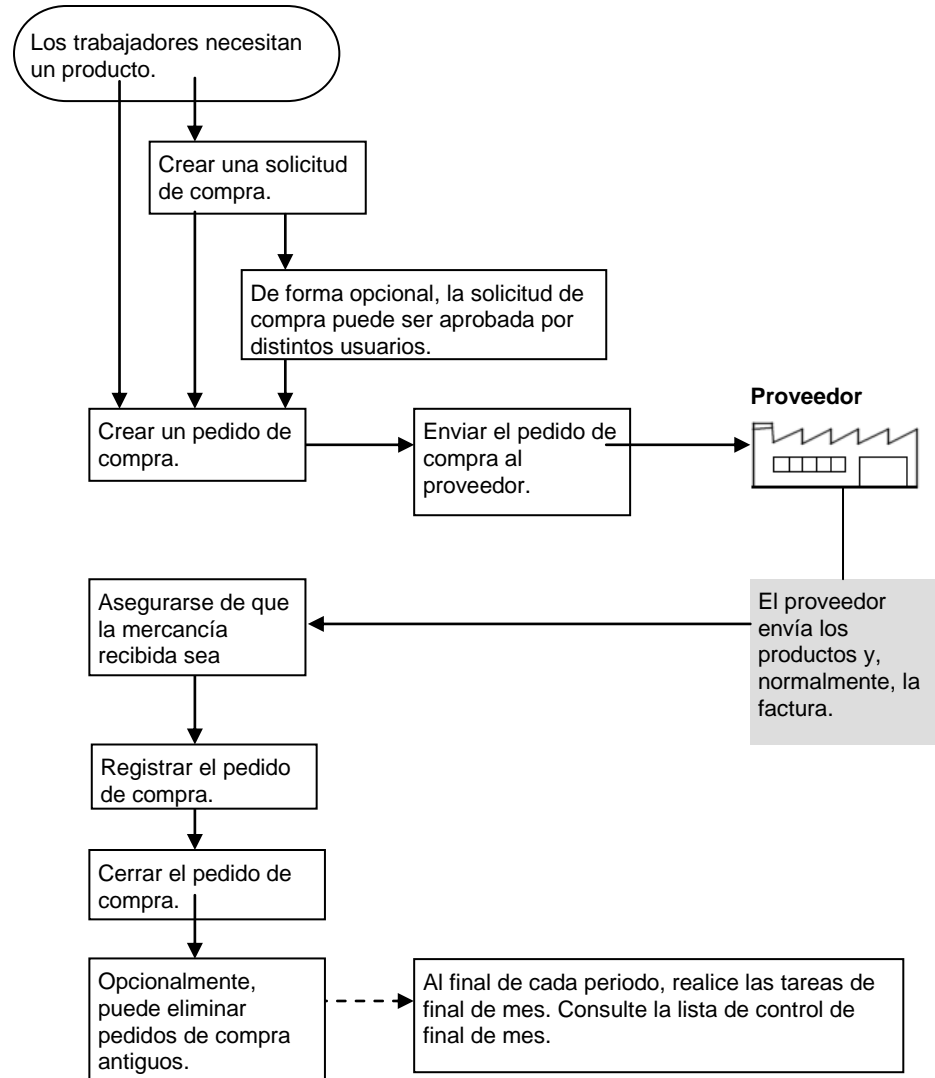 Los trabajadores necesitan
un producto.
Crear una solicitud
de compra.
De forma opcional, la solicitud de
compra puede ser aprobada por
distintos usuarios.
Crear un pedido de
compra.
Enviar el pedido de
compra al
proveedor.
Proveedor
El proveedor
envía los
productos y,
normalmente, la
factura.
Asegurarse de que
la mercancía
recibida sea
Registrar el pedido
de compra.
Cerrar el pedido de
compra.
Opcionalmente,
puede eliminar
pedidos de compra
antiguos.
Al final de cada periodo, realice las tareas de
final de mes. Consulte la lista de control de
final de mes.